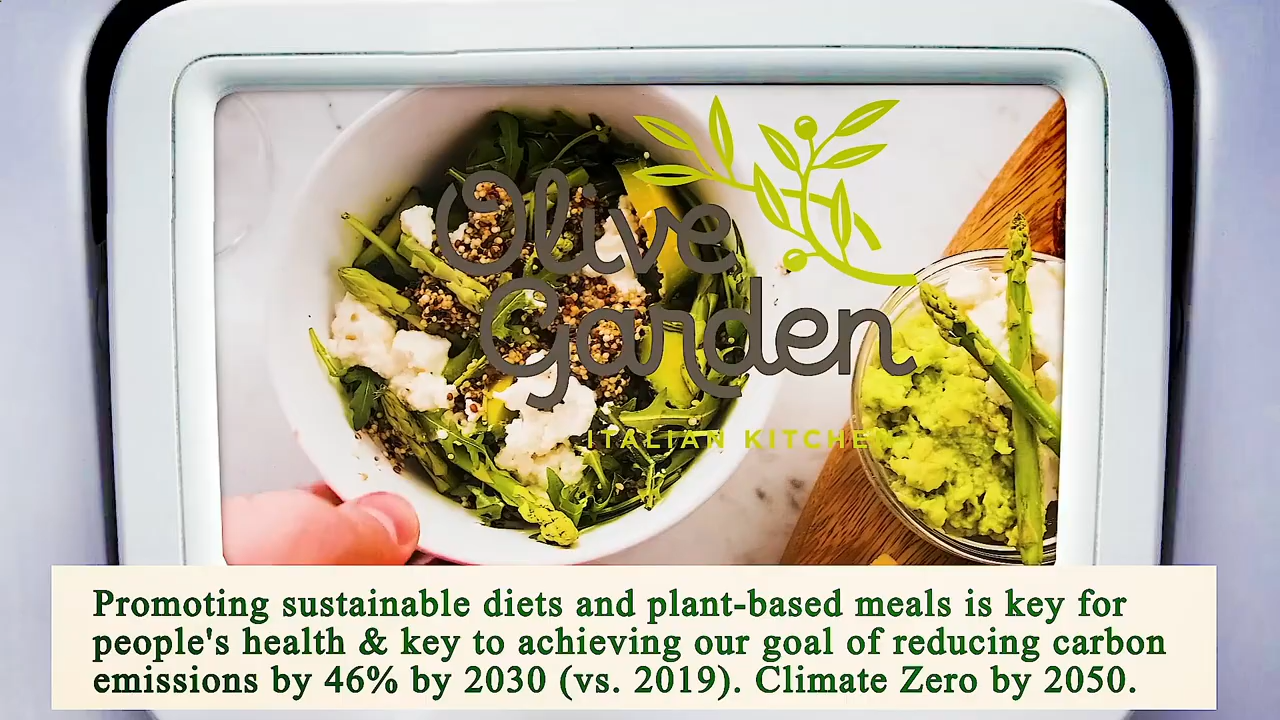 Olive
Garden
ITALIAN KITCHEN
Promoting sustainable diets and plant-based meals is key for
people's health & key to achieving our goal of reducing carbon
emissions by 46% by 2030 (vs. 2019). Climate Zero by 2050.